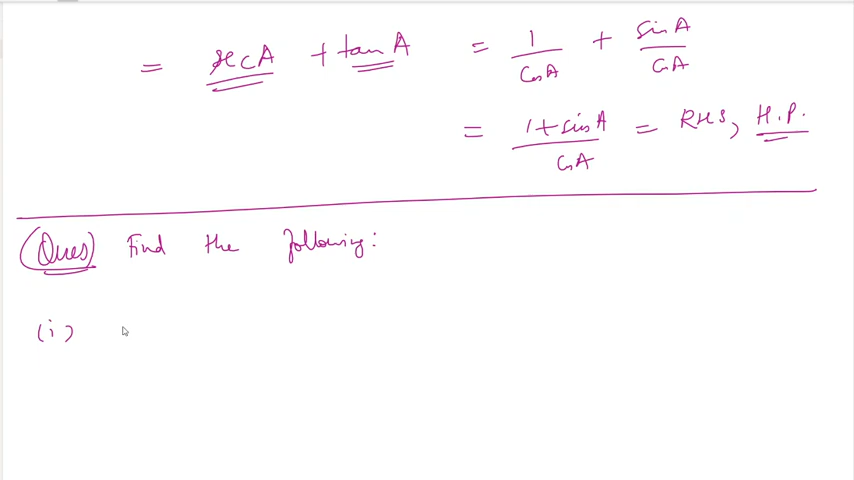 = secA + tanA = 1/cosA + sinA/cosA
= 1+sinA/cosA = RHS, H.P.
(Ques) Find the following:
(i)